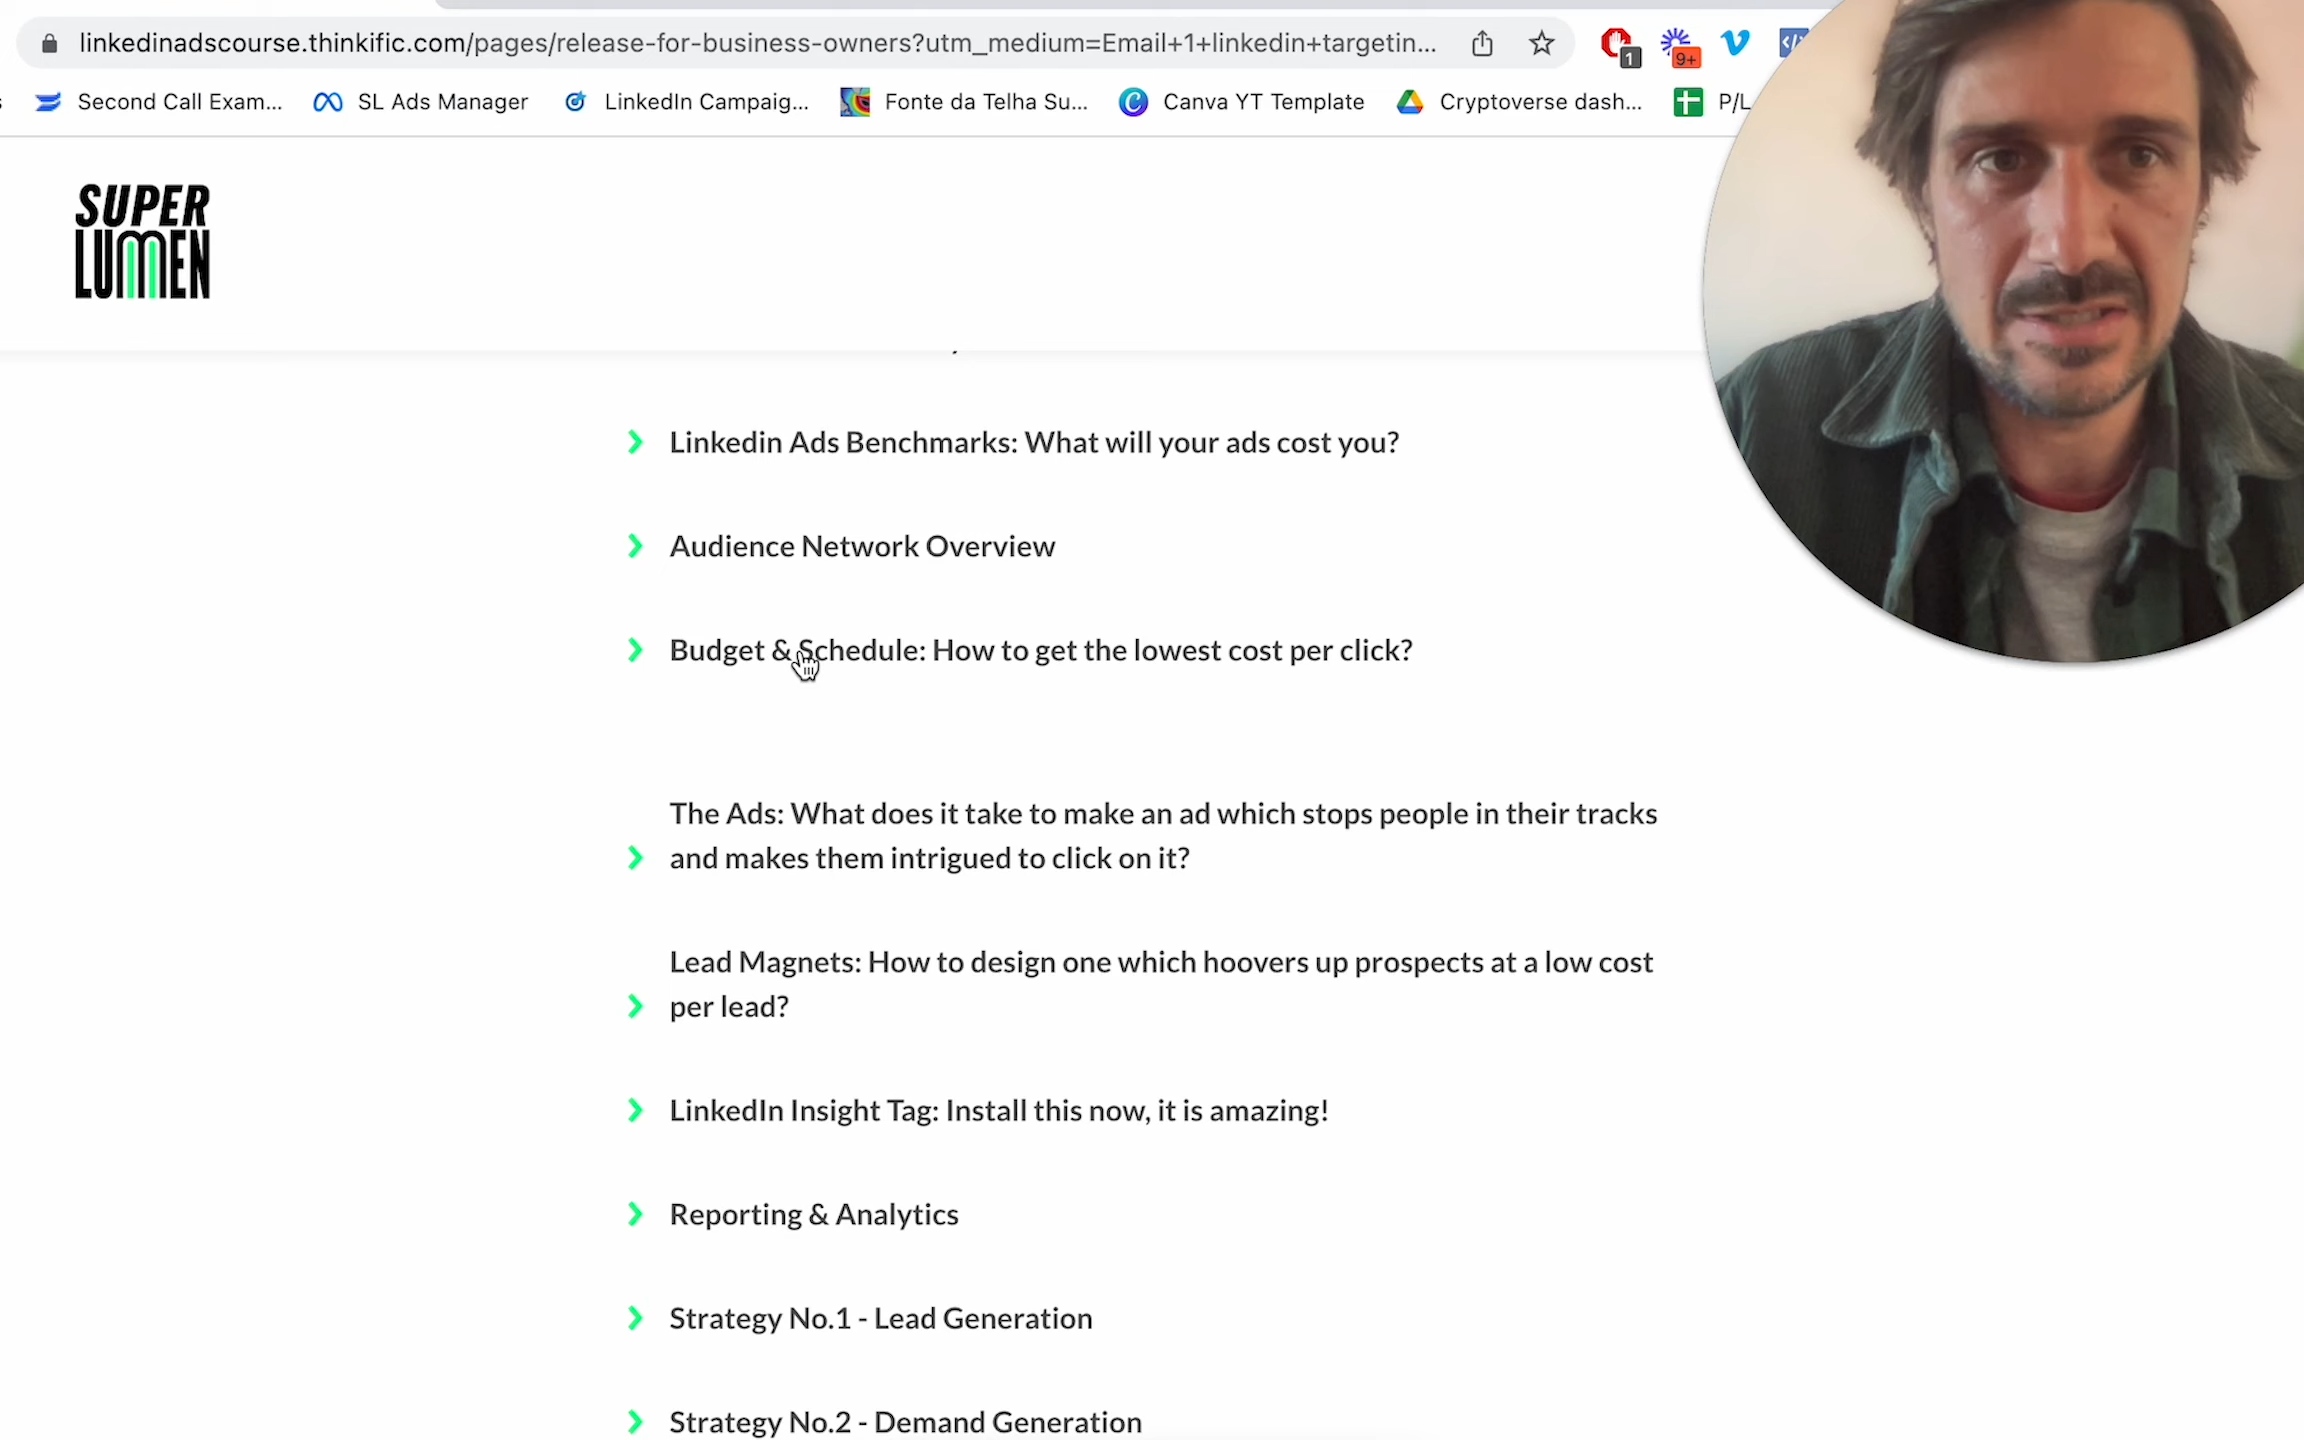 linkedinadscourse.thinkific.com/pages/release-for-business-owners?utm_medium=Email+1+linkedin+targetin...
1
9+
Second Call Exam...
SL Ads Manager
LinkedIn Campaig...
Fonte da Telha Su...
Canva YT Template
Cryptoverse dash...
P/L
SUPER
LUMEN
Linkedin Ads Benchmarks: What will your ads cost you?
Audience Network Overview
Budget & Schedule: How to get the lowest cost per click?
The Ads: What does it take to make an ad which stops people in their tracks
and makes them intrigued to click on it?
Lead Magnets: How to design one which hoovers up prospects at a low cost
per lead?
LinkedIn Insight Tag: Install this now, it is amazing!
Reporting & Analytics
Strategy No.1 - Lead Generation
Strategy No.2 - Demand Generation